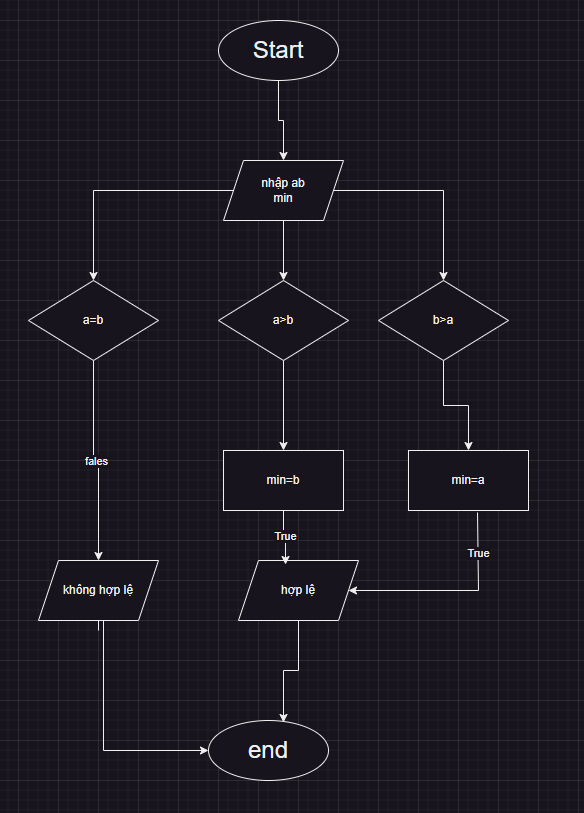 Start
nhập ab
min
a=b
a>b
b>a
fales
min=b
min=a
True
True
không hợp lệ
hợp lệ
end